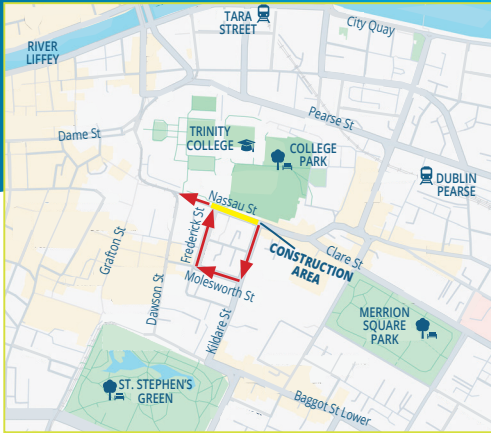 TARA
STREET
City Quay
RIVER
LIFFEY
Pearse St
Dame St
TRINITY
COLLEGE
COLLEGE
PARK
DUBLIN
PEARSE
Nassau St
Frederick St
Grafton St
Clare St
CONSTRUCTION
AREA
Molesworth St
Dawson St
Kildare St
MERRION
SQUARE
PARK
ST. STEPHEN'S
GREEN
Baggot St Lower